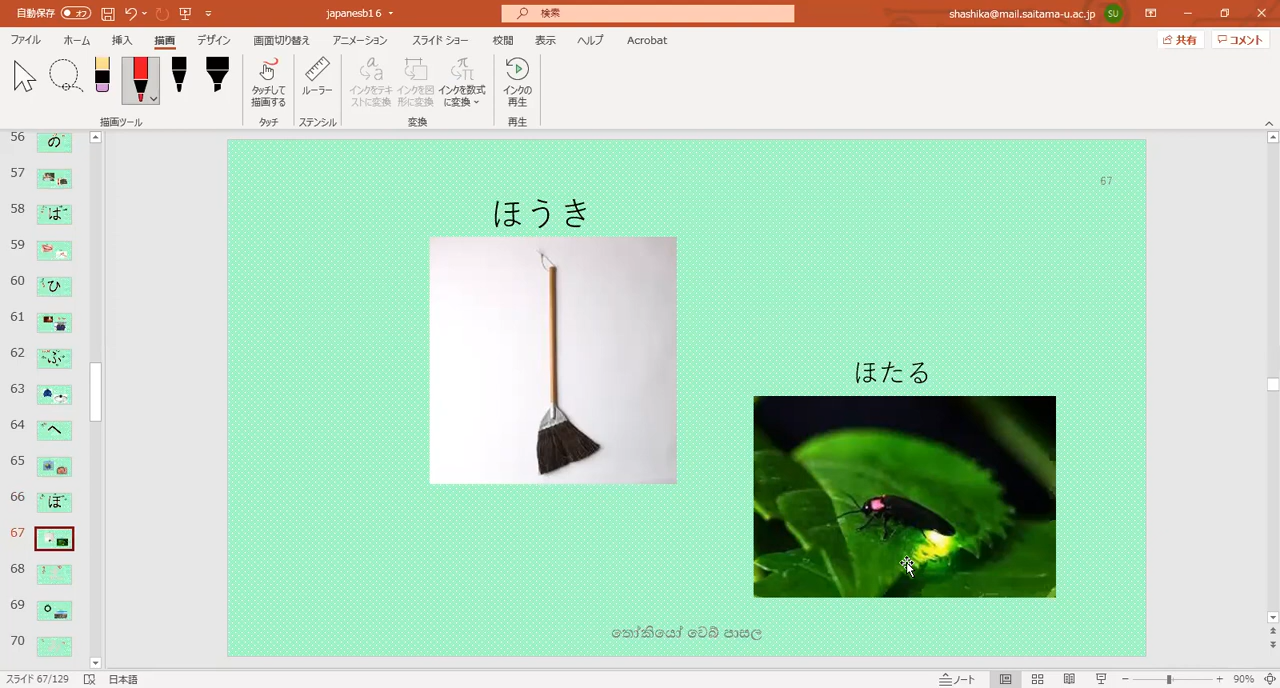 自動保存 オフ japanesb16 検索 shashika@mail.saitama-u.ac.jp SU
ファイル ホーム 挿入 描画 デザイン 画面切り替え アニメーション スライド ショー 校閲 表示 ヘルプ Acrobat 共有 コメント
タッチして描画する
ルーラー
インクをテキストに変換
インクを図形に変換
インクを数式に変換
インクの再生
描画ツール タッチ ステンシル 変換 再生
56 の
57
58 は
59
60 ひ
61
62 ふ
63
64 へ
65
66 ほ
67
68
69
70
67
ほうき
ほたる
තෝකියෝ වෙබ් පාසල
スライド 67/129 日本語 ノート 90%